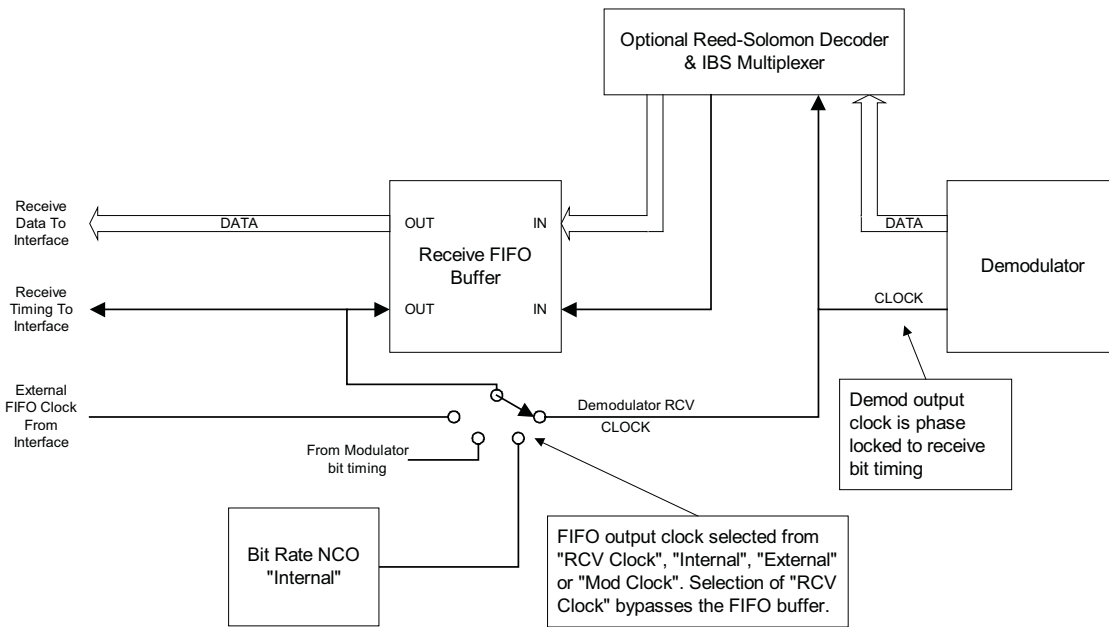 Optional Reed-Solomon Decoder
& IBS Multiplexer
Receive
Data To
Interface
DATA
OUT
IN
Receive FIFO
Buffer
DATA
Demodulator
Receive
Timing To
Interface
OUT
IN
CLOCK
External
FIFO Clock
From
Interface
Demodulator RCV
CLOCK
From Modulator
bit timing
Demod output
clock is phase
locked to receive
bit timing
Bit Rate NCO
"Internal"
FIFO output clock selected from
"RCV Clock", "Internal", "External"
or "Mod Clock". Selection of "RCV
Clock" bypasses the FIFO buffer.